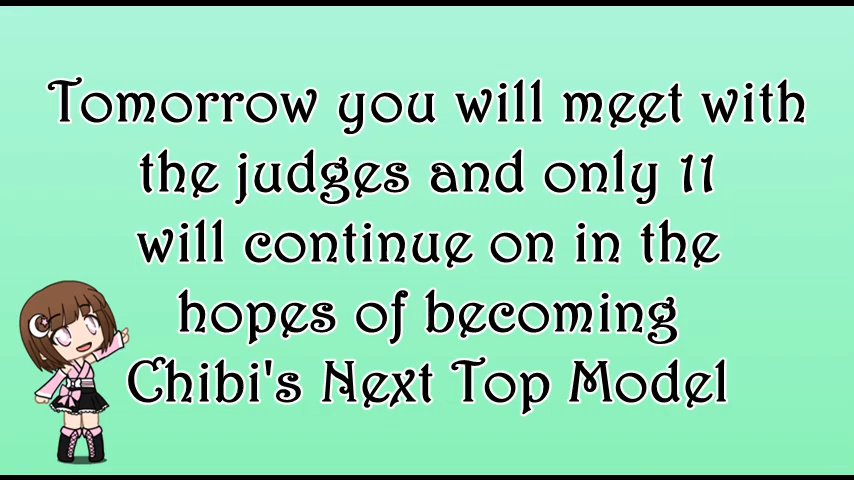 Tomorrow you will meet with
the judges and only 11
will continue on in the
hopes of becoming
Chibi's Next Top Model